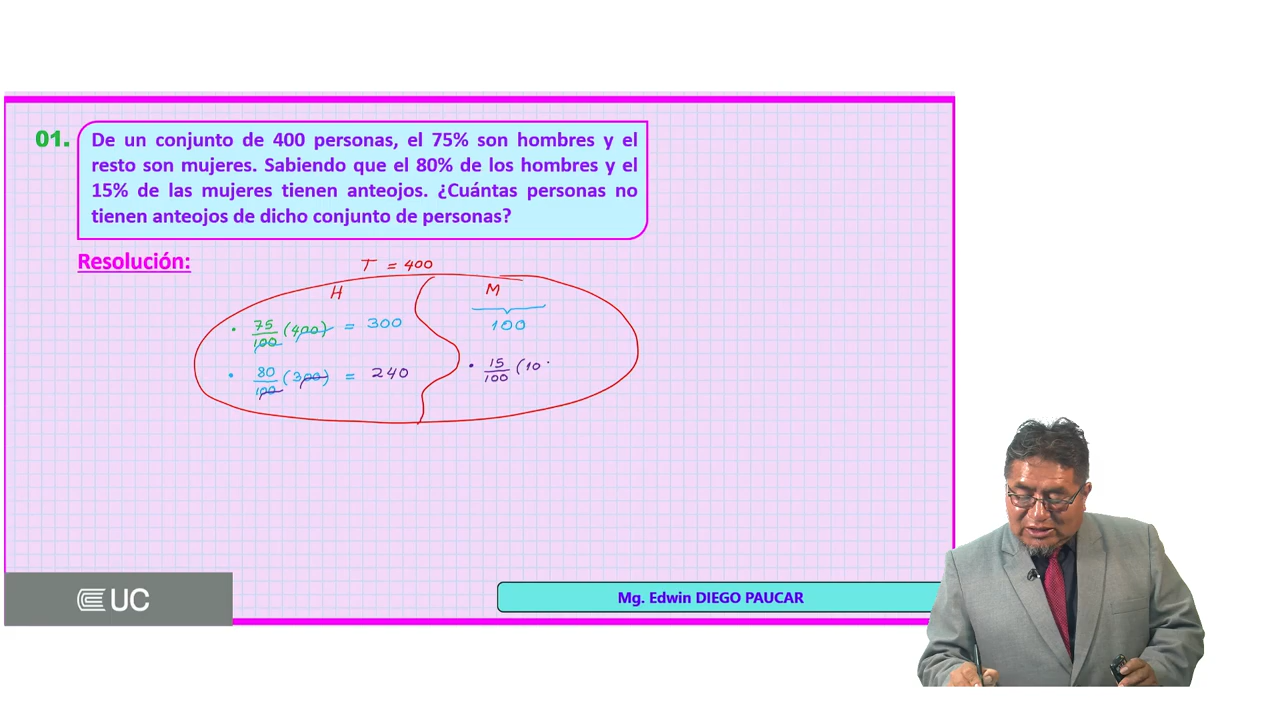 01.
De un conjunto de 400 personas, el 75% son hombres y el
resto son mujeres. Sabiendo que el 80% de los hombres y el
15% de las mujeres tienen anteojos. ¿Cuántas personas no
tienen anteojos de dicho conjunto de personas?
Resolución:
T = 400
H
M
• 75/100 (400) = 300
100
• 80/100 (300) = 240
• 15/100 (10
UC
Mg. Edwin DIEGO PAUCAR